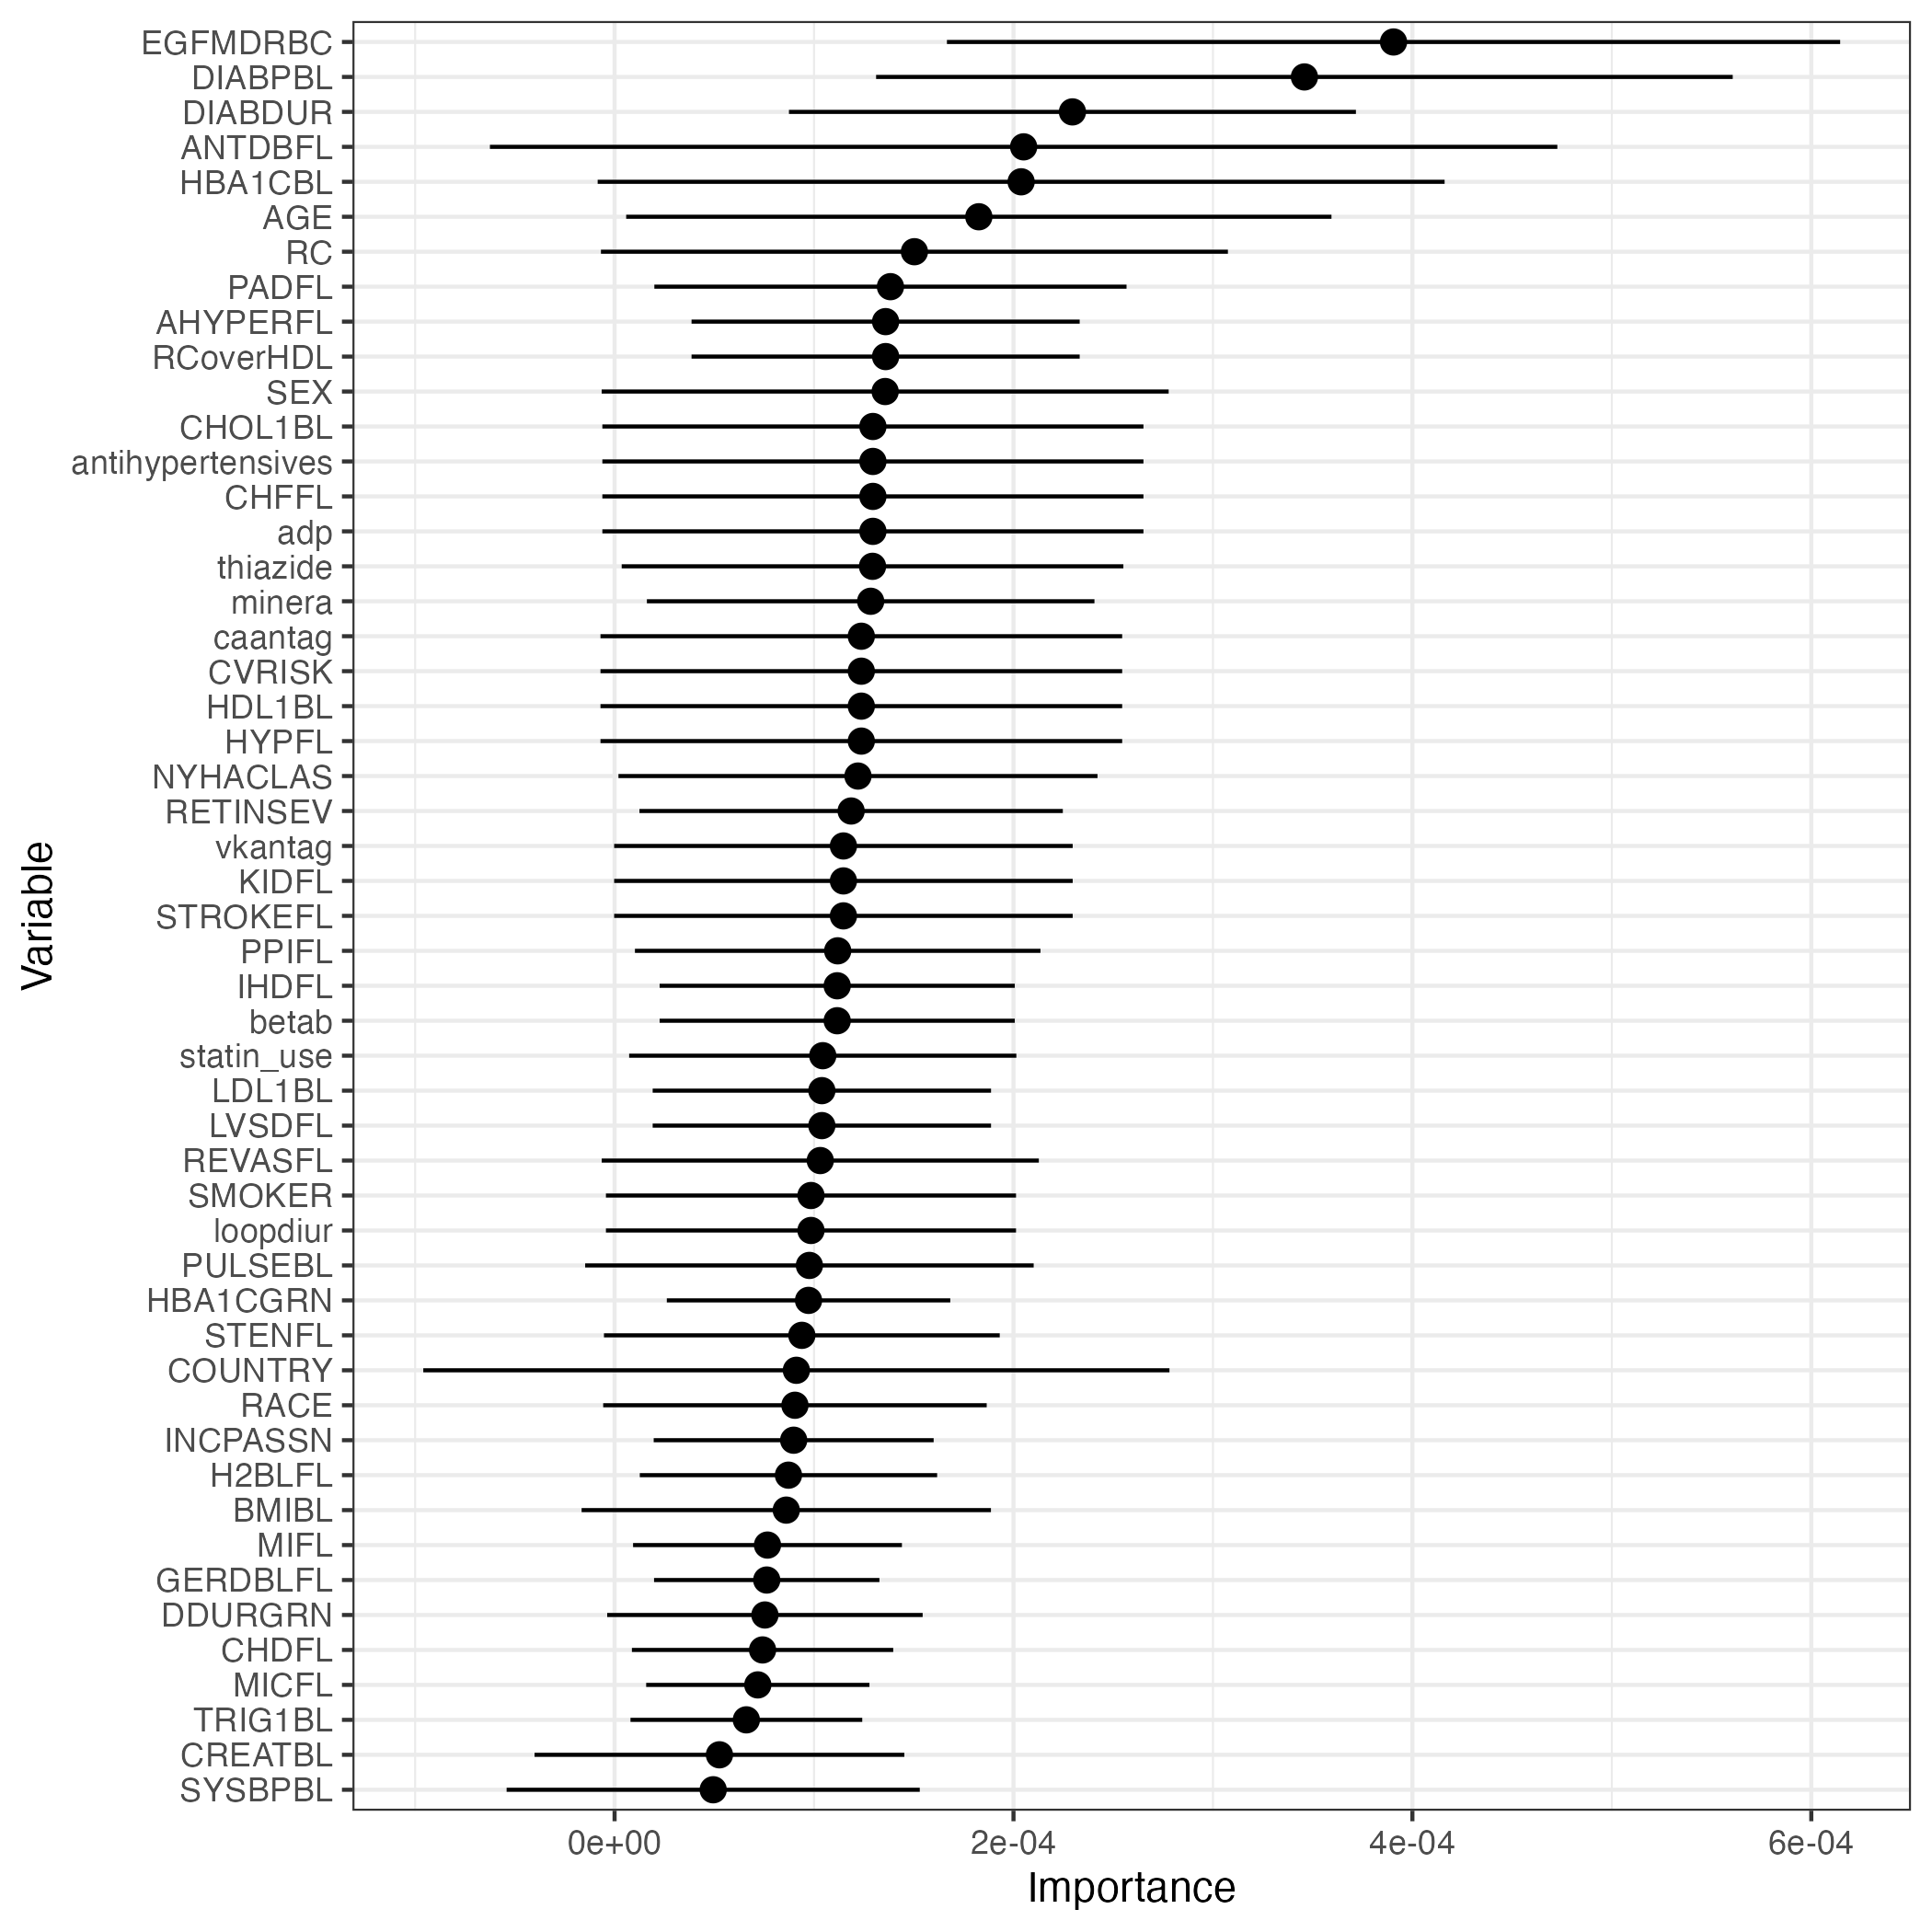 EGFMDRBC
DIABPBL
DIABDUR
ANTDBFL
HBA1CBL
AGE
RC
PADFL
AHYPERFL
RCoverHDL
SEX
CHOL1BL
antihypertensives
CHFFL
adp
thiazide
minera
caantag
CVRISK
HDL1BL
HYPFL
NYHACLAS
RETINSEV
vkantag
KIDFL
STROKEFL
PPIFL
IHDFL
betab
statin_use
LDL1BL
LVSDFL
REVASFL
SMOKER
loopdiur
PULSEBL
HBA1CGRN
STENFL
COUNTRY
RACE
INCPASSN
H2BLFL
BMIBL
MIFL
GERDBLFL
DDURGRN
CHDFL
MICFL
TRIG1BL
CREATBL
SYSBPBL
Variable
0e+00 2e-04 4e-04 6e-04
Importance